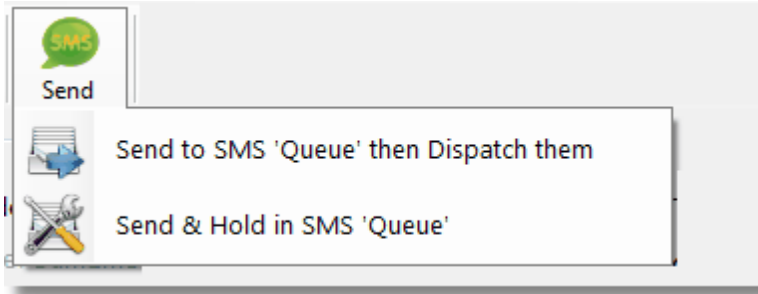 SMS
Send
Send to SMS 'Queue' then Dispatch them
Send & Hold in SMS 'Queue'